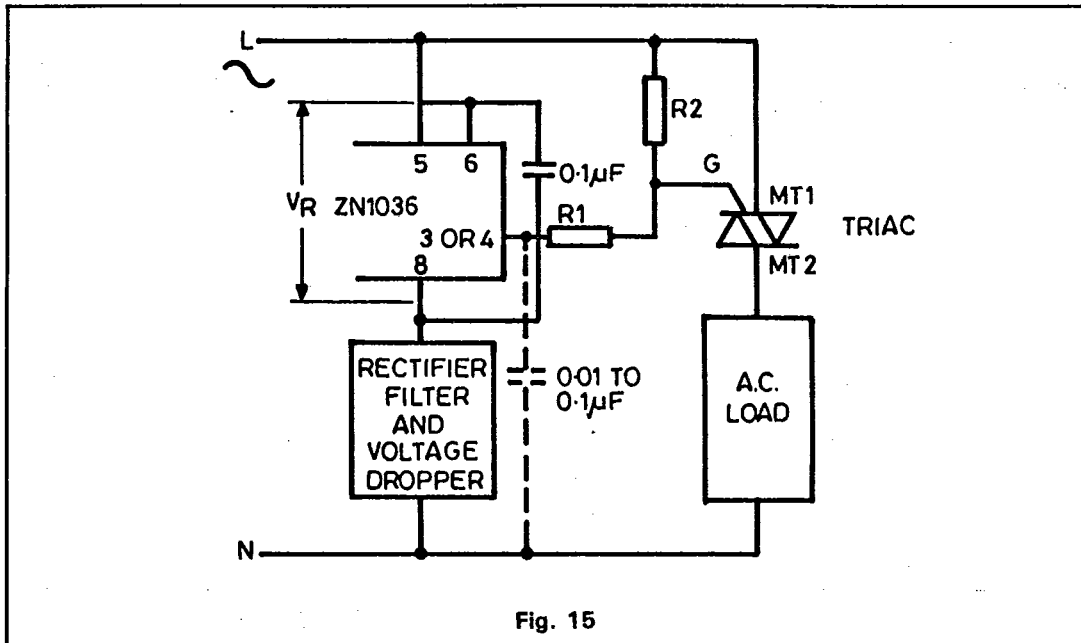 L
R2
5 6
0·1µF
G
V_R ZN1036
MT1
R1
TRIAC
3 OR 4
MT2
8
RECTIFIER
FILTER
AND
VOLTAGE
DROPPER
0·01 TO
0·1µF
A.C.
LOAD
N
Fig. 15